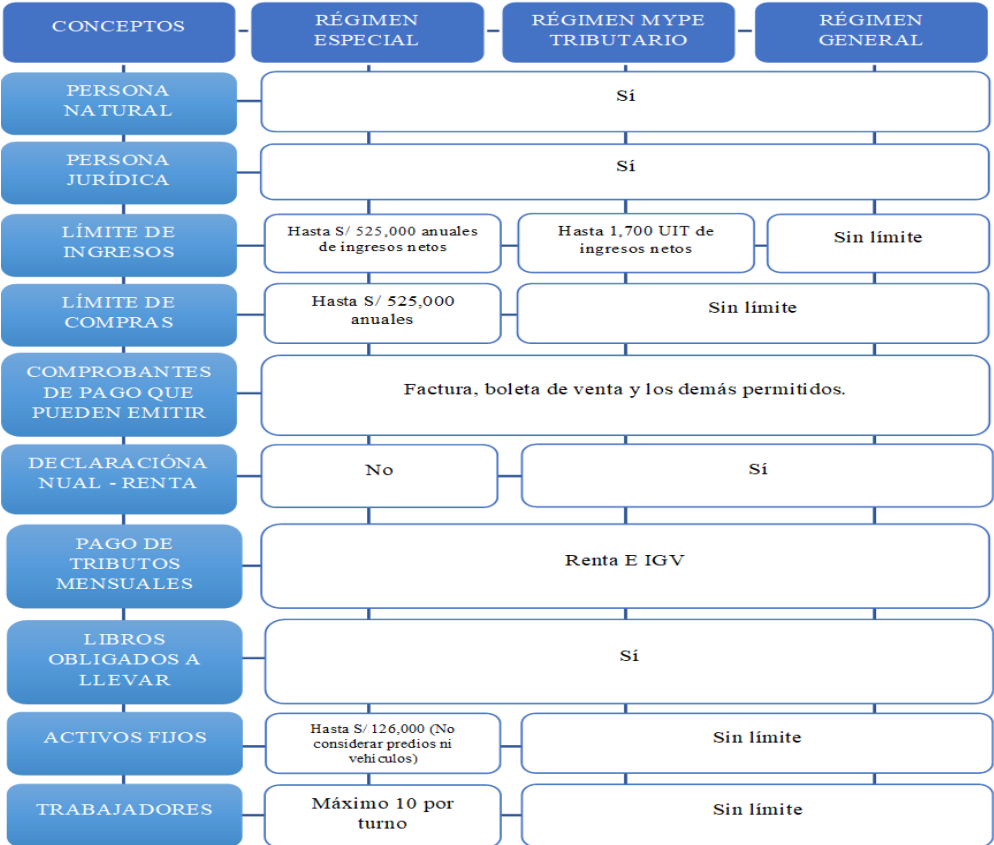 CONCEPTOS
RÉGIMEN
ESPECIAL
RÉGIMEN MYPE
TRIBUTARIO
RÉGIMEN
GENERAL
PERSONA
NATURAL
Sí
PERSONA
JURÍDICA
Sí
LÍMITE DE
INGRESOS
Hasta S/ 525,000 anuales
de ingresos netos
Hasta 1,700 UIT de
ingresos netos
Sin límite
LÍMITE DE
COMPRAS
Hasta S/ 525,000
anuales
Sin límite
COMPROBANTES
DE PAGO QUE
PUEDEN EMITIR
Factura, boleta de venta y los demás permitidos.
DECLARACIÓNA
NUAL - RENTA
No
Sí
PAGO DE
TRIBUTOS
MENSUALES
Renta E IGV
LIBROS
OBLIGADOS A
LLEVAR
Sí
ACTIVOS FIJOS
Hasta S/ 126,000 (No
considerar predios ni
vehículos)
Sin límite
TRABAJADORES
Máximo 10 por
turno
Sin límite